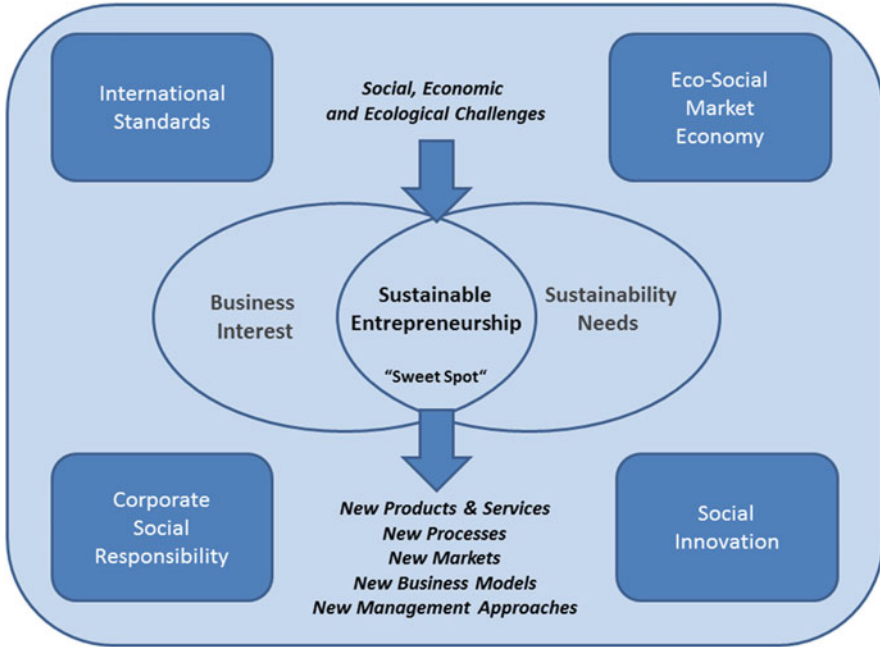 International
Standards
Social, Economic
and Ecological Challenges
Eco-Social
Market
Economy
Business
Interest
Sustainable
Entrepreneurship
“Sweet Spot“
Sustainability
Needs
Corporate
Social
Responsibility
New Products & Services
New Processes
New Markets
New Business Models
New Management Approaches
Social
Innovation